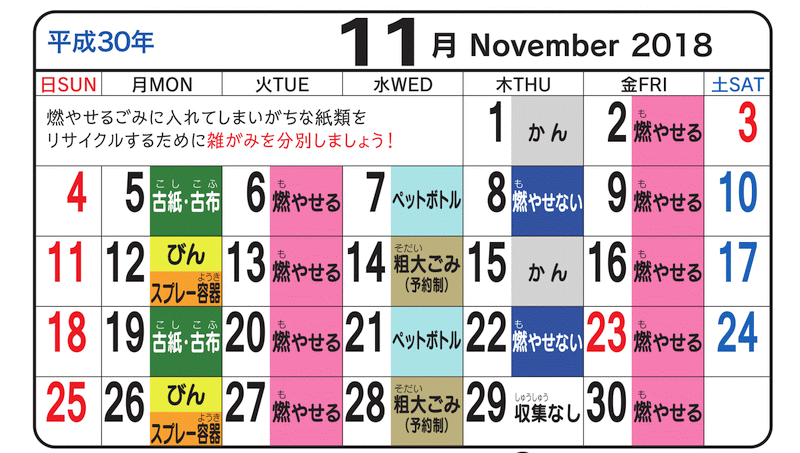 平成30年 11月 November 2018
日SUN 月MON 火TUE 水WED 木THU 金FRI 土SAT
燃やせるごみに入れてしまいがちな紙類を
リサイクルするために雑がみを分別しましょう!
1 かん 2 燃やせる 3
も
4 5 古紙・古布 6 燃やせる 7 ペットボトル 8 燃やせない 9 燃やせる 10
こし こふ も も も
11 12 びん スプレー容器 13 燃やせる 14 粗大ごみ (予約制) 15 かん 16 燃やせる 17
ようき も そだい も
18 19 古紙・古布 20 燃やせる 21 ペットボトル 22 燃やせない 23 燃やせる 24
こし こふ も も も
25 26 びん スプレー容器 27 燃やせる 28 粗大ごみ (予約制) 29 収集なし 30 燃やせる
ようき も そだい しゅうしゅう も